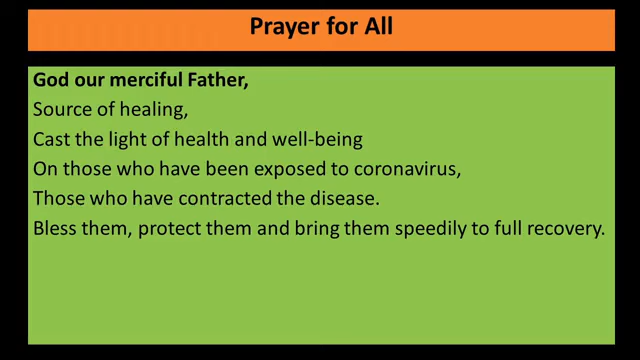 Prayer for All
God our merciful Father,
Source of healing,
Cast the light of health and well-being
On those who have been exposed to coronavirus,
Those who have contracted the disease.
Bless them, protect them and bring them speedily to full recovery.